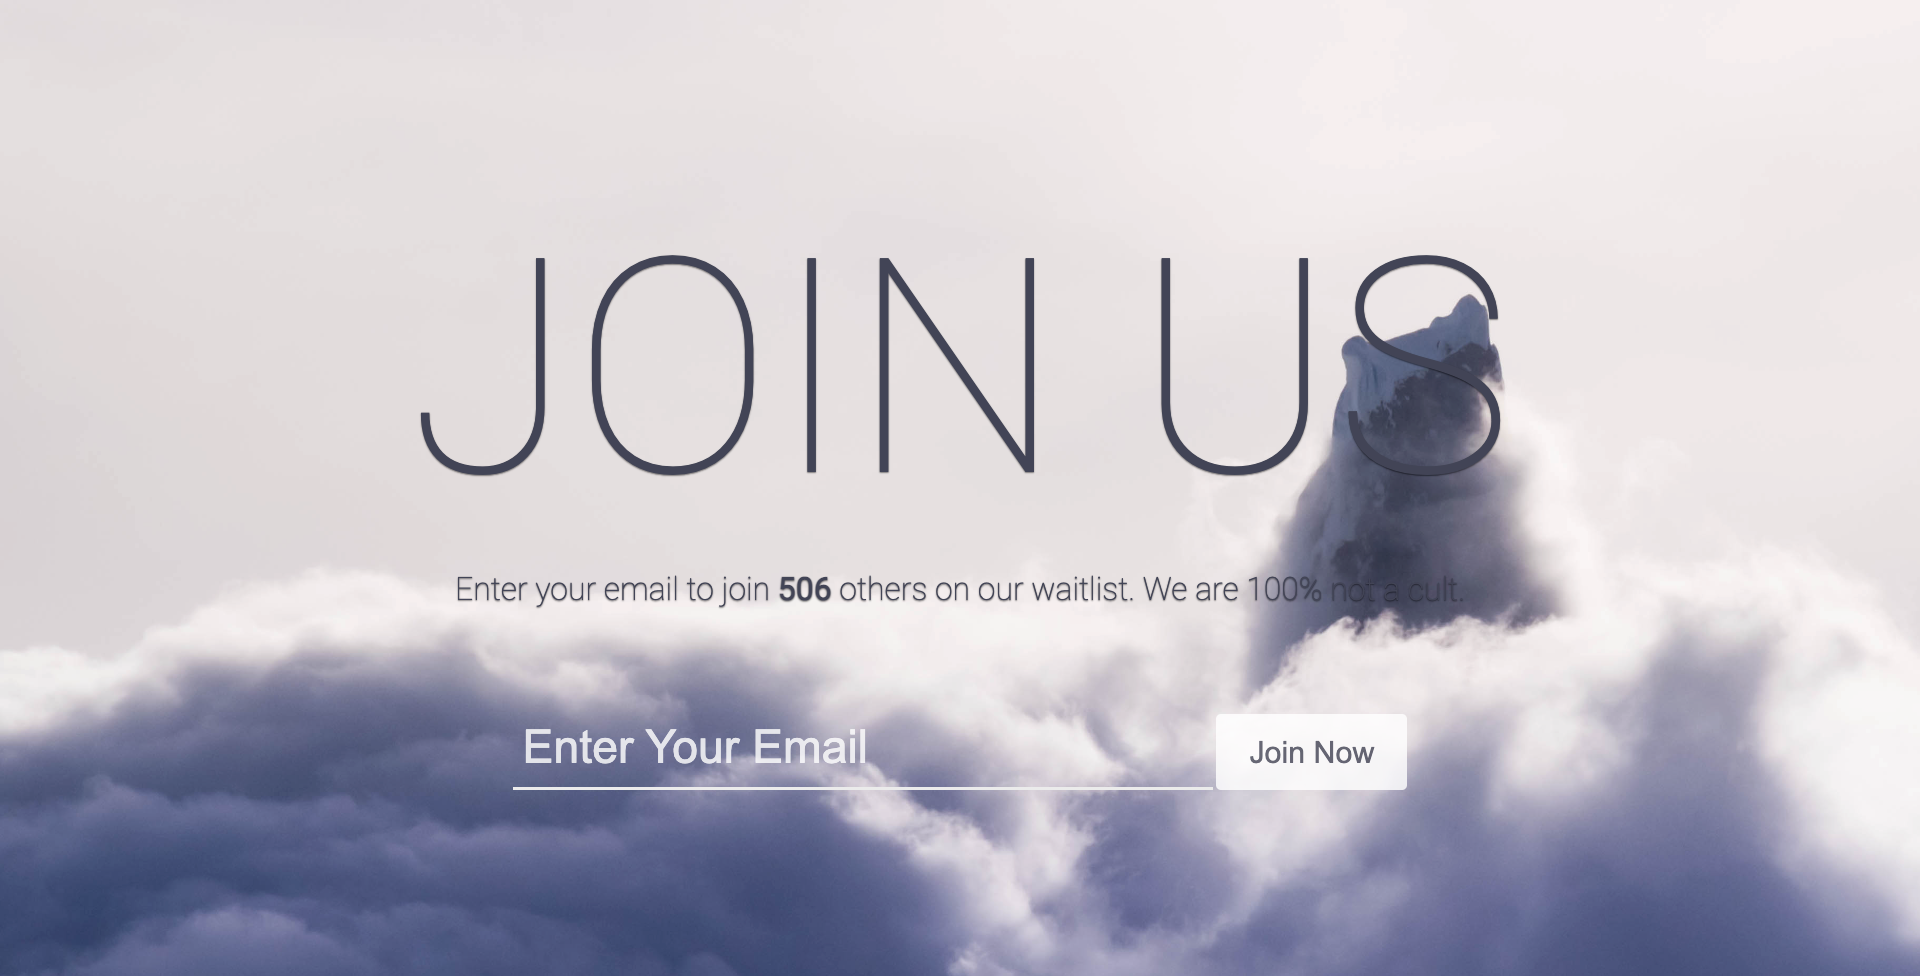 JOIN US
Enter your email to join 506 others on our waitlist. We are 100% not a cult.
Enter Your Email
Join Now